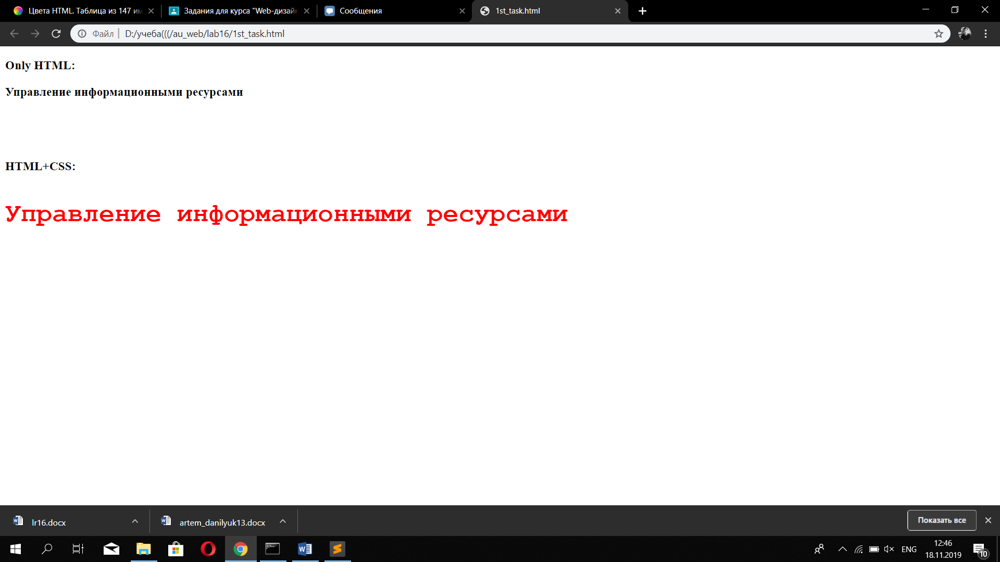 Цвета HTML. Таблица из 147 им
Задания для курса "Web-дизайн
Сообщения
1st_task.html
Файл | D:/учеба(((/au_web/lab16/1st_task.html
Only HTML:
Управление информационными ресурсами
HTML+CSS:
Управление информационными ресурсами
lr16.docx
artem_danilyuk13.docx
Показать все
ENG
12:46
18.11.2019
10